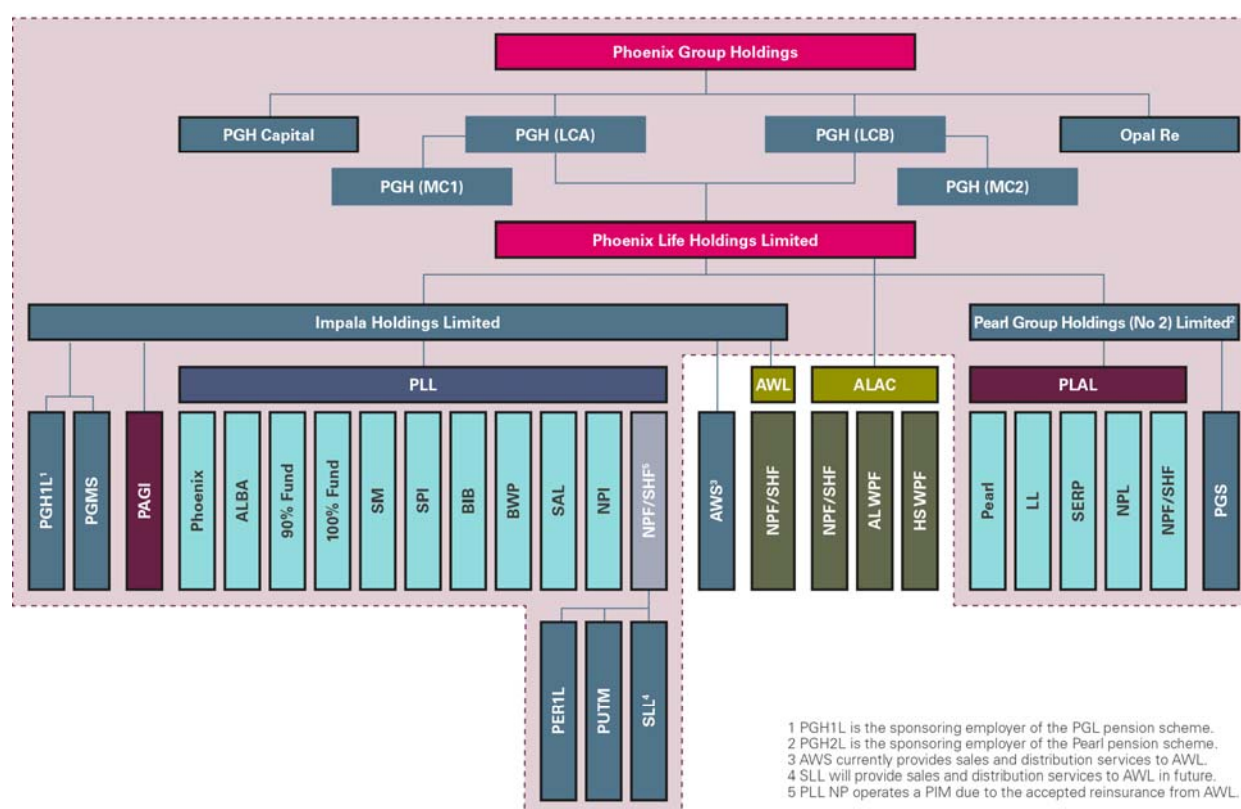 Phoenix Group Holdings
PGH Capital
PGH (LCA)
PGH (LCB)
Opal Re
PGH (MC1)
PGH (MC2)
Phoenix Life Holdings Limited
Impala Holdings Limited
Pearl Group Holdings (No 2) Limited²
PLL
AWL
ALAC
PLAL
PGH1L¹
PGMS
PAGI
Phoenix
ALBA
90% Fund
100% Fund
SM
SPI
BIB
BWP
SAL
NPI
NPF/SHF⁵
AWS³
NPF/SHF
NPF/SHF
ALWPF
HSWPF
Pearl
LL
SERP
NPL
NPF/SHF
PGS
PER1L
PUTM
SLL⁴
1 PGH1L is the sponsoring employer of the PGL pension scheme.
2 PGH2L is the sponsoring employer of the Pearl pension scheme.
3 AWS currently provides sales and distribution services to AWL.
4 SLL will provide sales and distribution services to AWL in future.
5 PLL NP operates a PIM due to the accepted reinsurance from AWL.